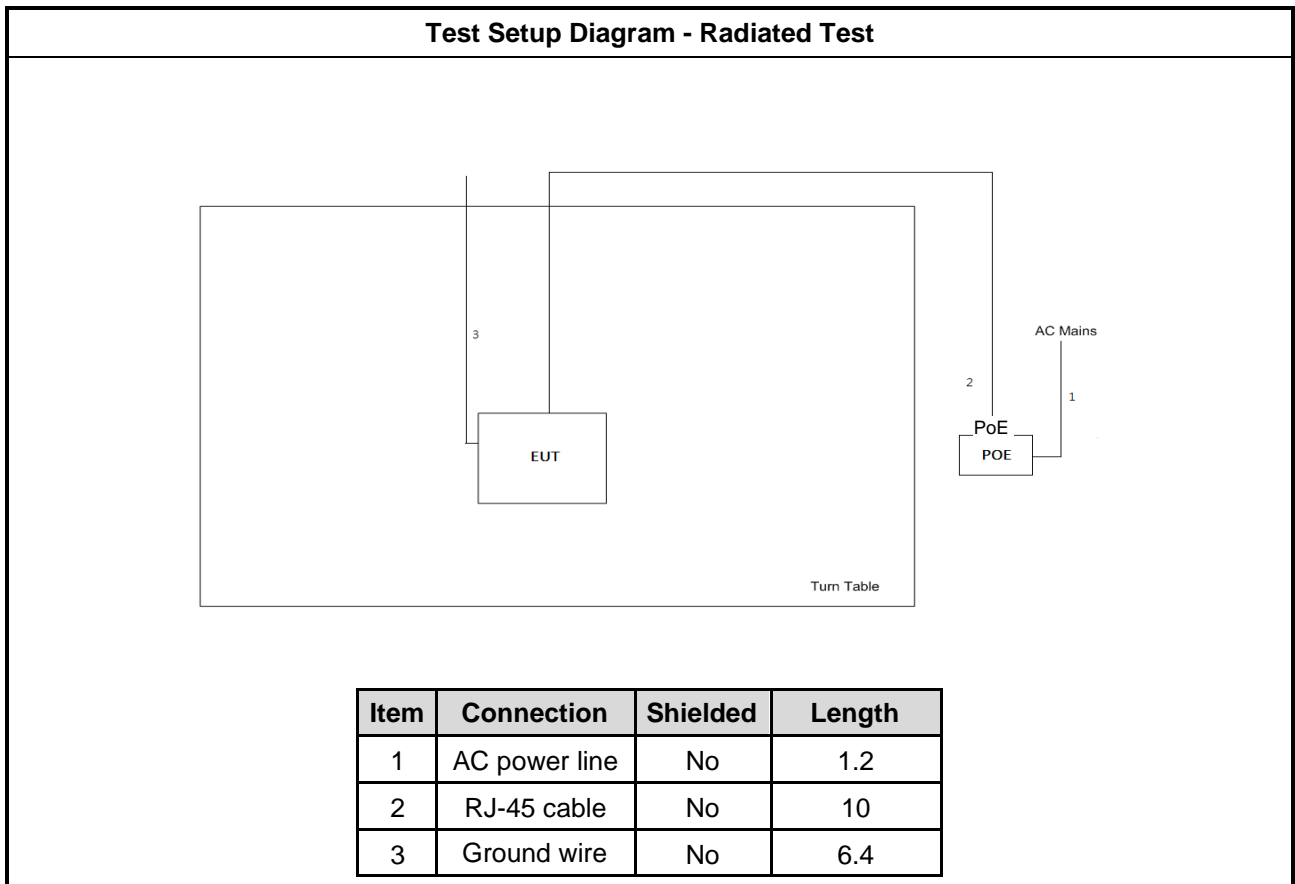 Test Setup Diagram - Radiated Test
3
AC Mains
2
1
PoE
POE
EUT
Turn Table
Item Connection Shielded Length
1 AC power line No 1.2
2 RJ-45 cable No 10
3 Ground wire No 6.4